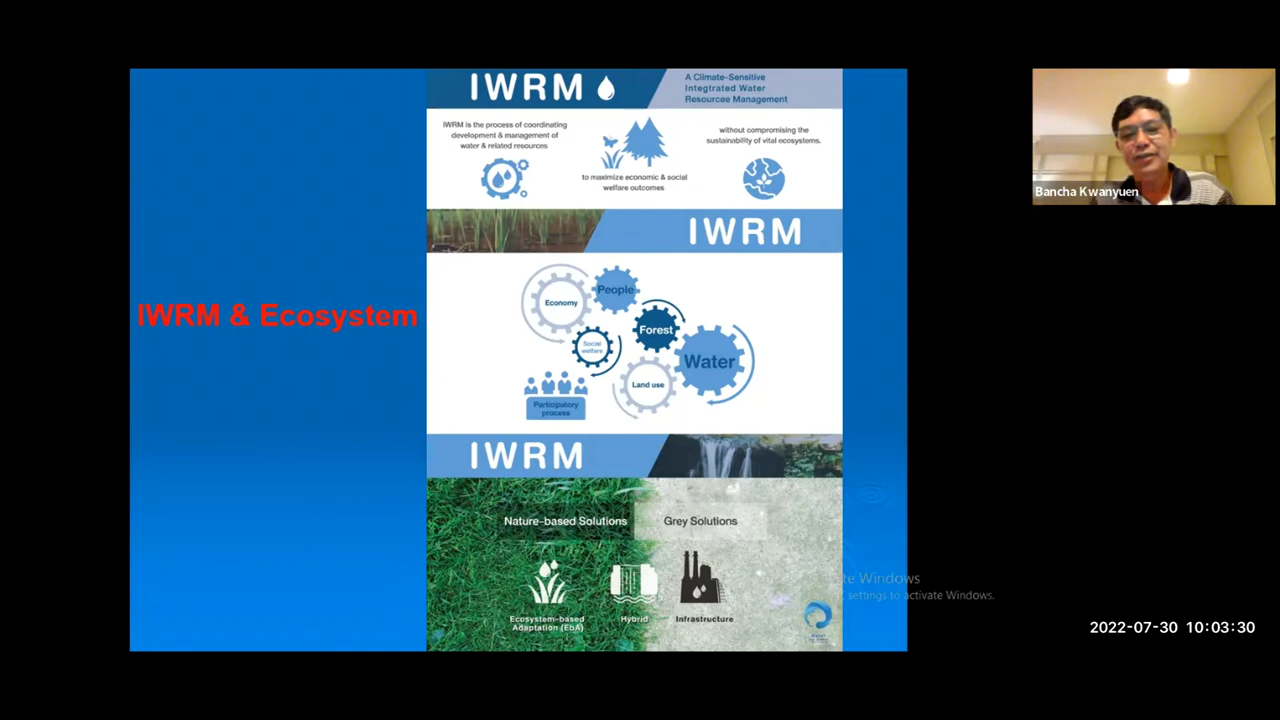 IWRM & Ecosystem
IWRM
A Climate-Sensitive
Integtrated Water
Resourcee Management
IWRM is the process of coordinating
development & management of
water & related resources
to maximize economic & social
welfare outcomes
without compromising the
sustainability of vital ecosystems.
IWRM
Economy
People
Forest
Social
welfare
Water
Land use
Participatory
process
IWRM
Nature-based Solutions
Grey Solutions
Ecosystem-based
Adaptation (EbA)
Hybrid
Infrastructure
Bancha Kwanyuen
te Windows
settings to activate Windows.
2022-07-30 10:03:30